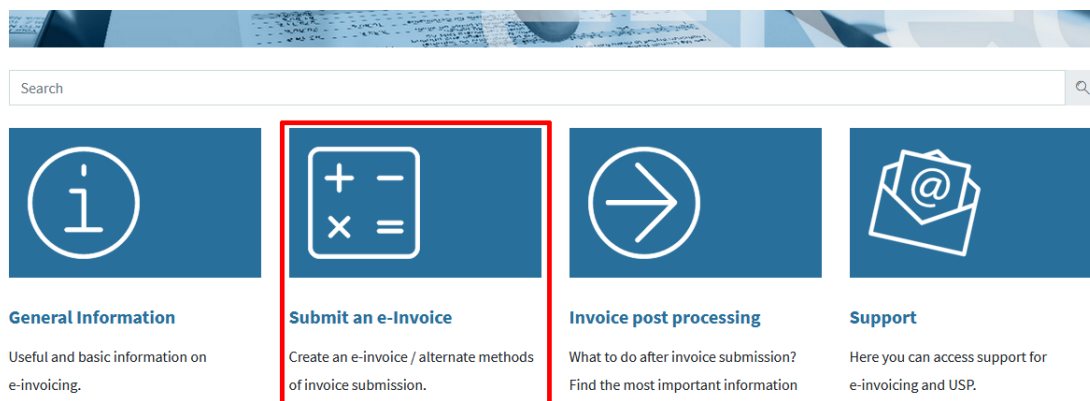 Search
General Information
Useful and basic information on
e-invoicing.
Submit an e-Invoice
Create an e-invoice / alternate methods
of invoice submission.
Invoice post processing
What to do after invoice submission?
Find the most important information
Support
Here you can access support for
e-invoicing and USP.